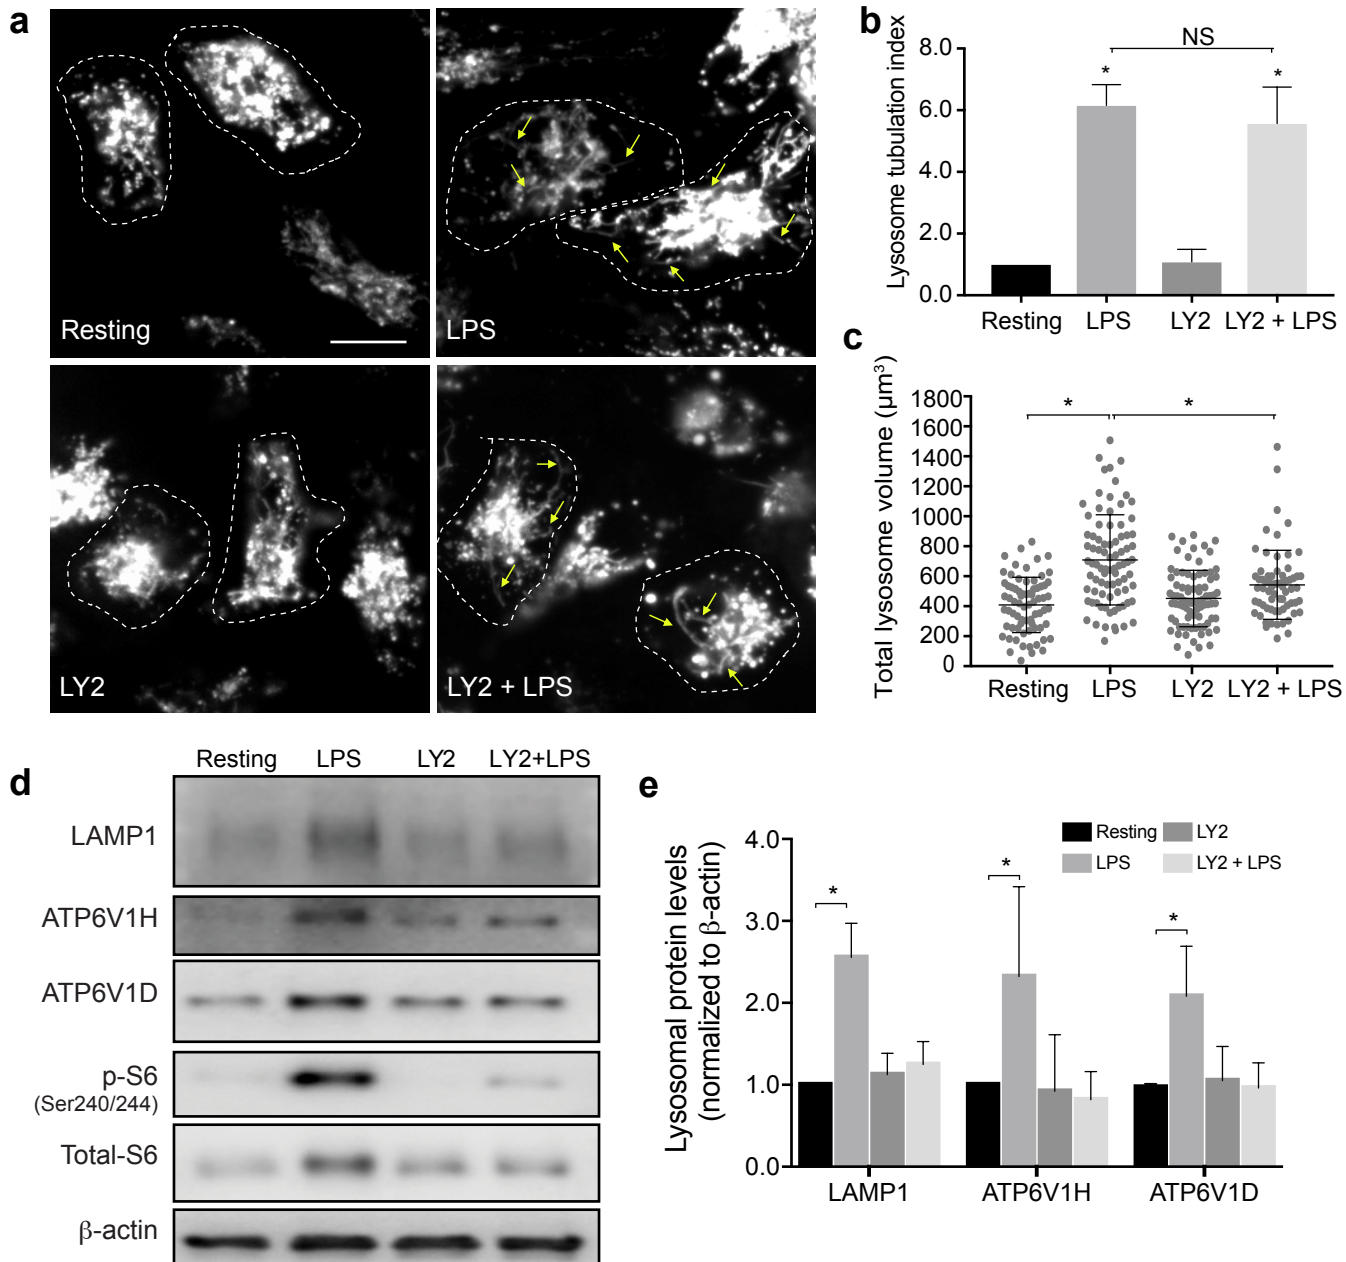 a
Resting
LPS
LY2
LY2 + LPS
b
Lysosome tubulation index
8.0
6.0
4.0
2.0
0.0
NS
*
*
Resting
LPS
LY2
LY2 + LPS
c
Total lysosome volume (μm³)
1800
1600
1400
1200
1000
800
600
400
200
0
*
*
Resting
LPS
LY2
LY2 + LPS
d
Resting LPS LY2 LY2+LPS
LAMP1
ATP6V1H
ATP6V1D
p-S6
(Ser240/244)
Total-S6
β-actin
e
Lysosomal protein levels
(normalized to β-actin)
4.0
3.0
2.0
1.0
0.0
Resting LY2
LPS LY2 + LPS
*
*
*
LAMP1
ATP6V1H
ATP6V1D